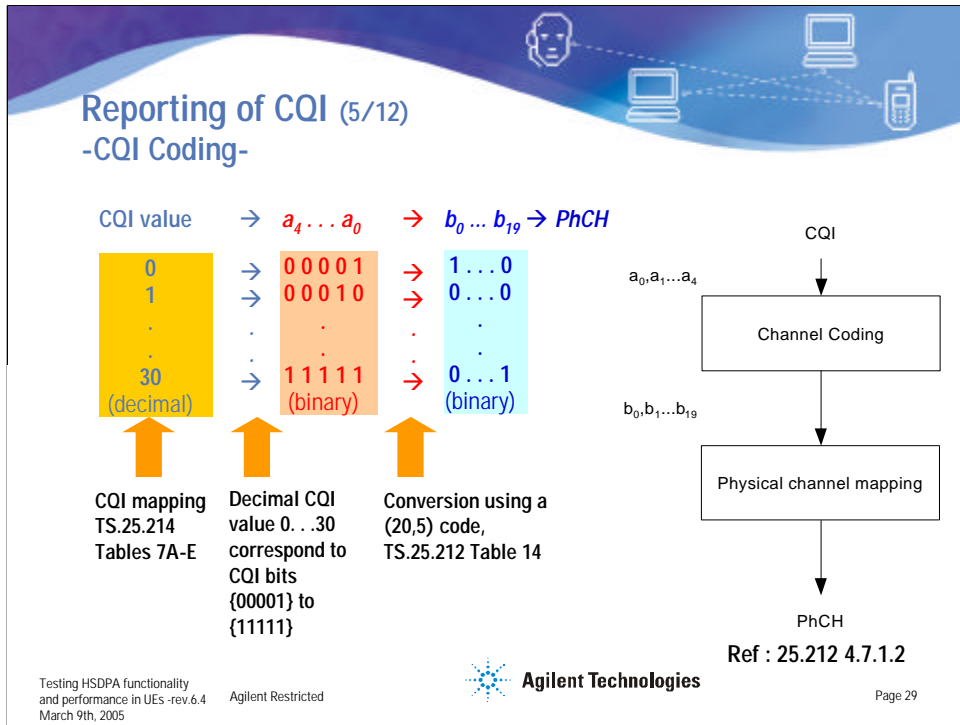 Reporting of CQI (5/12)
-CQI Coding-
CQI value → a4 . . . a0 → b0 ... b19 → PhCH
0 → 0 0 0 0 1 → 1 . . . 0
1 → 0 0 0 1 0 → 0 . . . 0
. . . . .
. . . . .
30 → 1 1 1 1 1 → 0 . . . 1
(decimal) (binary) (binary)
CQI mapping
TS.25.214
Tables 7A-E
Decimal CQI
value 0. . .30
correspond to
CQI bits
{00001} to
{11111}
Conversion using a
(20,5) code,
TS.25.212 Table 14
CQI
a0,a1...a4
Channel Coding
b0,b1...b19
Physical channel mapping
PhCH
Ref : 25.212 4.7.1.2
Testing HSDPA functionality
and performance in UEs -rev.6.4
March 9th, 2005
Agilent Restricted
Agilent Technologies
Page 29